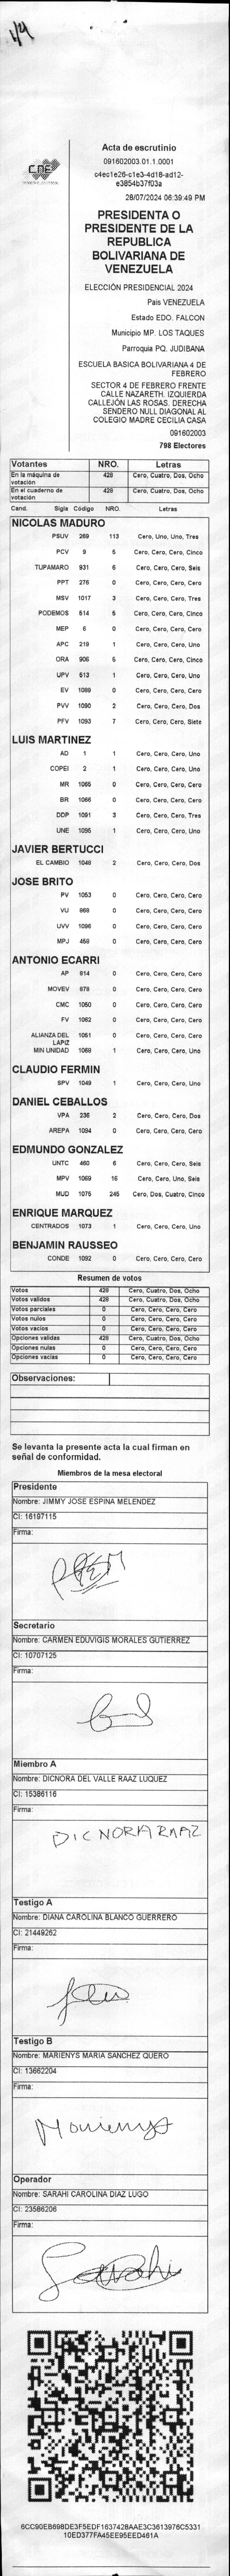 1/4
CNE
Acta de escrutinio
091602003.01.1.0001
c4ec1e26-c1e3-4d18-ad12-
e3854b37f03a
28/07/2024 06:39:49 PM
PRESIDENTA O
PRESIDENTE DE LA
REPUBLICA
BOLIVARIANA DE
VENEZUELA
ELECCIÓN PRESIDENCIAL 2024
Pais VENEZUELA
Estado EDO. FALCON
Municipio MP. LOS TAQUES
Parroquia PQ. JUDIBANA
ESCUELA BASICA BOLIVARIANA 4 DE
FEBRERO
SECTOR 4 DE FEBRERO FRENTE
CALLE NAZARETH. IZQUIERDA
CALLEJÓN LAS ROSAS. DERECHA
SENDERO NULL DIAGONAL AL
COLEGIO MADRE CECILIA CASA
091602003
798 Electores
Votantes NRO. Letras
En la máquina de votación 428 Cero, Cuatro, Dos, Ocho
En el cuaderno de votación 428 Cero, Cuatro, Dos, Ocho
Cand. Sigla Código NRO. Letras
NICOLAS MADURO
PSUV 269 113 Cero, Uno, Uno, Tres
PCV 9 5 Cero, Cero, Cero, Cinco
TUPAMARO 931 6 Cero, Cero, Cero, Seis
PPT 276 0 Cero, Cero, Cero, Cero
MSV 1017 3 Cero, Cero, Cero, Tres
PODEMOS 514 5 Cero, Cero, Cero, Cinco
MEP 6 0 Cero, Cero, Cero, Cero
APC 219 1 Cero, Cero, Cero, Uno
ORA 906 5 Cero, Cero, Cero, Cinco
UPV 513 1 Cero, Cero, Cero, Uno
EV 1089 0 Cero, Cero, Cero, Cero
PVV 1090 2 Cero, Cero, Cero, Dos
PFV 1093 7 Cero, Cero, Cero, Siete
LUIS MARTINEZ
AD 1 1 Cero, Cero, Cero, Uno
COPEI 2 1 Cero, Cero, Cero, Uno
MR 1065 0 Cero, Cero, Cero, Cero
BR 1066 0 Cero, Cero, Cero, Cero
DDP 1091 3 Cero, Cero, Cero, Tres
UNE 1095 1 Cero, Cero, Cero, Uno
JAVIER BERTUCCI
EL CAMBIO 1048 2 Cero, Cero, Cero, Dos
JOSE BRITO
PV 1053 0 Cero, Cero, Cero, Cero
VU 868 0 Cero, Cero, Cero, Cero
UVV 1096 0 Cero, Cero, Cero, Cero
MPJ 458 0 Cero, Cero, Cero, Cero
ANTONIO ECARRI
AP 814 0 Cero, Cero, Cero, Cero
MOVEV 878 0 Cero, Cero, Cero, Cero
CMC 1050 0 Cero, Cero, Cero, Cero
FV 1062 0 Cero, Cero, Cero, Cero
ALIANZA DEL LAPIZ 1051 0 Cero, Cero, Cero, Cero
MIN UNIDAD 1068 1 Cero, Cero, Cero, Uno
CLAUDIO FERMIN
SPV 1049 1 Cero, Cero, Cero, Uno
DANIEL CEBALLOS
VPA 236 2 Cero, Cero, Cero, Dos
AREPA 1094 0 Cero, Cero, Cero, Cero
EDMUNDO GONZALEZ
UNTC 460 6 Cero, Cero, Cero, Seis
MPV 1069 16 Cero, Cero, Uno, Seis
MUD 1075 245 Cero, Dos, Cuatro, Cinco
ENRIQUE MARQUEZ
CENTRADOS 1073 1 Cero, Cero, Cero, Uno
BENJAMIN RAUSSEO
CONDE 1092 0 Cero, Cero, Cero, Cero
Resumen de votos
Votos 428 Cero, Cuatro, Dos, Ocho
Votos validos 428 Cero, Cuatro, Dos, Ocho
Votos parciales 0 Cero, Cero, Cero, Cero
Votos nulos 0 Cero, Cero, Cero, Cero
Votos vacios 0 Cero, Cero, Cero, Cero
Opciones validas 428 Cero, Cuatro, Dos, Ocho
Opciones nulas 0 Cero, Cero, Cero, Cero
Opciones vacias 0 Cero, Cero, Cero, Cero
Observaciones:
Se levanta la presente acta la cual firman en
señal de conformidad.
Miembros de la mesa electoral
Presidente
Nombre: JIMMY JOSE ESPINA MELENDEZ
CI: 16197115
Firma:
Secretario
Nombre: CARMEN EDUVIGIS MORALES GUTIERREZ
CI: 10707125
Firma:
Miembro A
Nombre: DICNORA DEL VALLE RAAZ LUQUEZ
CI: 15386116
Firma:
DICNORA RAAZ
Testigo A
Nombre: DIANA CAROLINA BLANCO GUERRERO
CI: 21449262
Firma:
Testigo B
Nombre: MARIENYS MARIA SANCHEZ QUERO
CI: 13662204
Firma:
Marienys
Operador
Nombre: SARAHI CAROLINA DIAZ LUGO
CI: 23586206
Firma:
Sarahi
6CC90EB698DE3F5EDF1637428AAE3C3613976C5331
10ED377FA45EE95EED461A